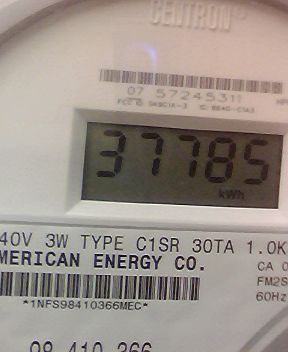 CENTRON
07 57245311
37785
kWh
40V 3W TYPE C1SR 30TA 1.0K
MERICAN ENERGY CO.
CA 0
FM2S
60Hz
*1NFS98410366MEC*
98 410 366